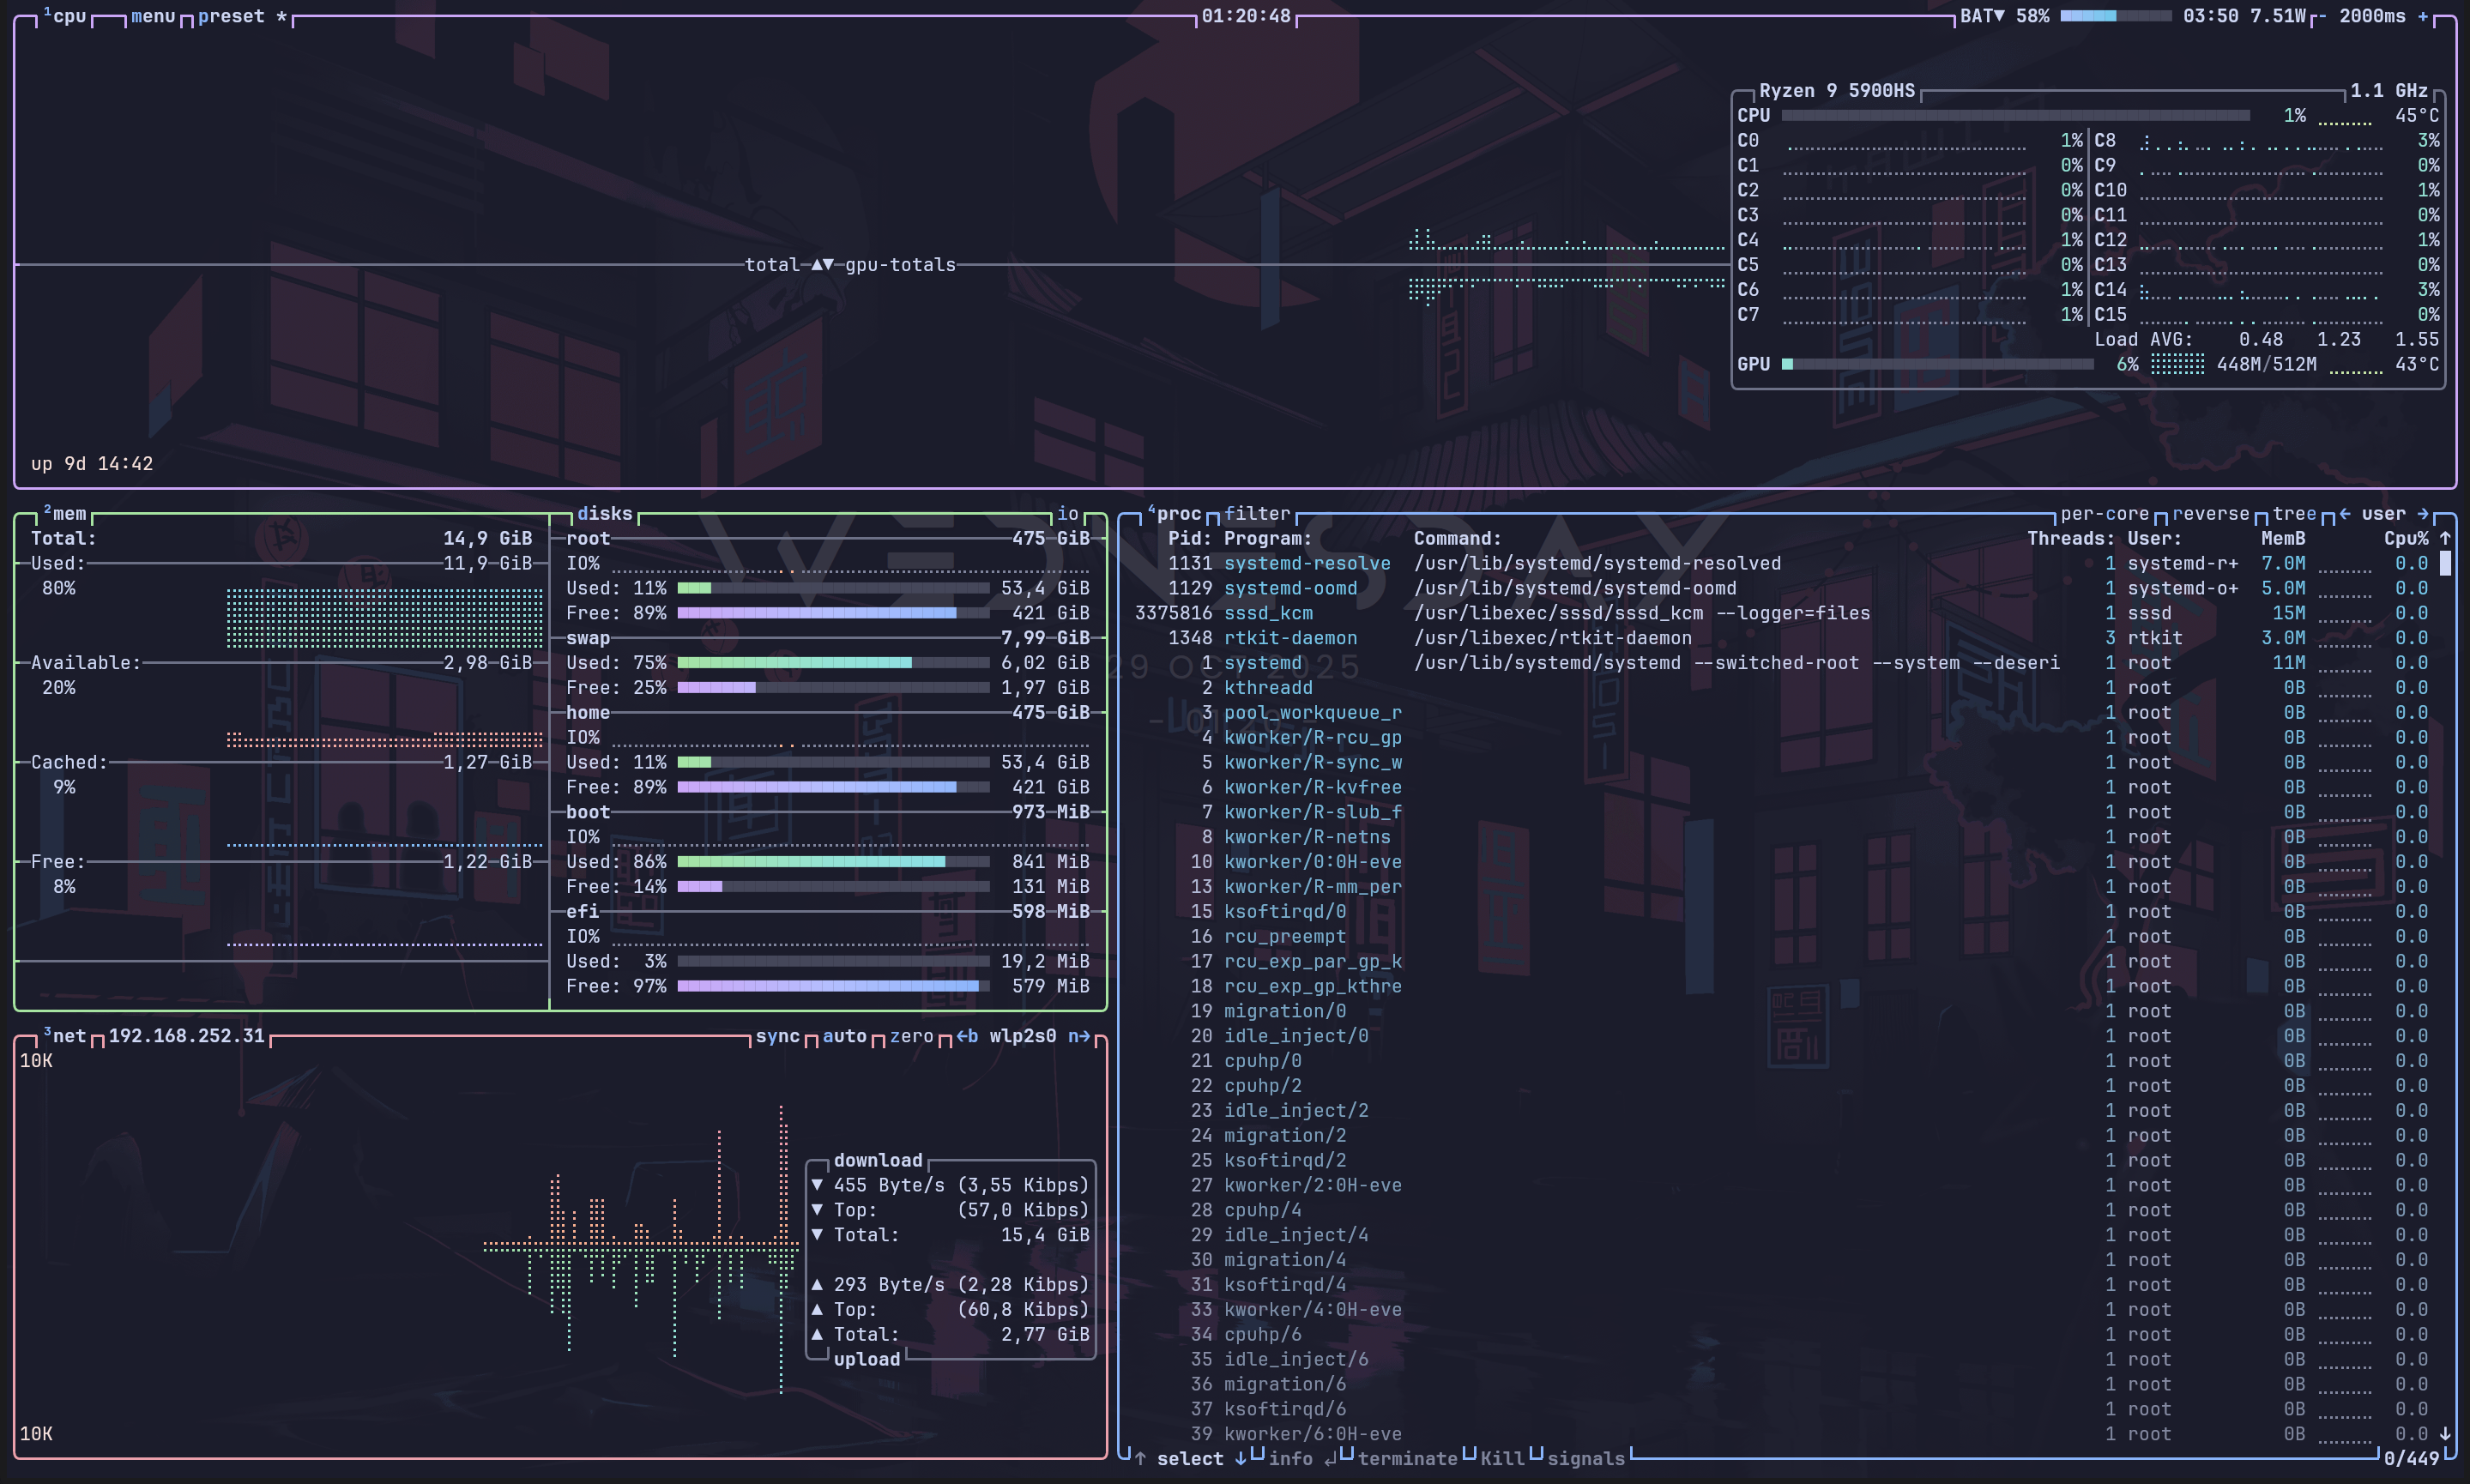 ¹cpu menu preset * 01:20:48 BAT▼ 58% 03:50 7.51W - 2000ms +
Ryzen 9 5900HS 1.1 GHz
CPU 1% 45°C
C0 1% C8 3%
C1 0% C9 0%
C2 0% C10 1%
C3 0% C11 0%
C4 1% C12 1%
C5 0% C13 0%
C6 1% C14 3%
C7 1% C15 0%
Load AVG: 0.48 1.23 1.55
GPU 6% 448M/512M 43°C
total ▲▼ gpu-totals
up 9d 14:42
²mem
Total: 14,9 GiB
Used: 11,9 GiB
80%
Available: 2,98 GiB
20%
Cached: 1,27 GiB
9%
Free: 1,22 GiB
8%
disks io
root 475 GiB
IO%
Used: 11% 53,4 GiB
Free: 89% 421 GiB
swap 7,99 GiB
Used: 75% 6,02 GiB
Free: 25% 1,97 GiB
home 475 GiB
IO%
Used: 11% 53,4 GiB
Free: 89% 421 GiB
boot 973 MiB
IO%
Used: 86% 841 MiB
Free: 14% 131 MiB
efi 598 MiB
IO%
Used: 3% 19,2 MiB
Free: 97% 579 MiB
WEDNESDAY
29 OCT 2025
³net 192.168.252.31 sync auto zero ←b wlp2s0 n→
10K
download
▼ 455 Byte/s (3,55 Kibps)
▼ Top: (57,0 Kibps)
▼ Total: 15,4 GiB
▲ 293 Byte/s (2,28 Kibps)
▲ Top: (60,8 Kibps)
▲ Total: 2,77 GiB
upload
10K
⁴proc filter per-core reverse tree ← user →
Pid: Program: Command: Threads: User: MemB Cpu% ↑
1131 systemd-resolve /usr/lib/systemd/systemd-resolved 1 systemd-r+ 7.0M 0.0
1129 systemd-oomd /usr/lib/systemd/systemd-oomd 1 systemd-o+ 5.0M 0.0
3375816 sssd_kcm /usr/libexec/sssd/sssd_kcm --logger=files 1 sssd 15M 0.0
1348 rtkit-daemon /usr/libexec/rtkit-daemon 3 rtkit 3.0M 0.0
1 systemd /usr/lib/systemd/systemd --switched-root --system --deseri 1 root 11M 0.0
2 kthreadd 1 root 0B 0.0
3 pool_workqueue_r 1 root 0B 0.0
4 kworker/R-rcu_gp 1 root 0B 0.0
5 kworker/R-sync_w 1 root 0B 0.0
6 kworker/R-kvfree 1 root 0B 0.0
7 kworker/R-slub_f 1 root 0B 0.0
8 kworker/R-netns 1 root 0B 0.0
10 kworker/0:0H-eve 1 root 0B 0.0
13 kworker/R-mm_per 1 root 0B 0.0
15 ksoftirqd/0 1 root 0B 0.0
16 rcu_preempt 1 root 0B 0.0
17 rcu_exp_par_gp_k 1 root 0B 0.0
18 rcu_exp_gp_kthre 1 root 0B 0.0
19 migration/0 1 root 0B 0.0
20 idle_inject/0 1 root 0B 0.0
21 cpuhp/0 1 root 0B 0.0
22 cpuhp/2 1 root 0B 0.0
23 idle_inject/2 1 root 0B 0.0
24 migration/2 1 root 0B 0.0
25 ksoftirqd/2 1 root 0B 0.0
27 kworker/2:0H-eve 1 root 0B 0.0
28 cpuhp/4 1 root 0B 0.0
29 idle_inject/4 1 root 0B 0.0
30 migration/4 1 root 0B 0.0
31 ksoftirqd/4 1 root 0B 0.0
33 kworker/4:0H-eve 1 root 0B 0.0
34 cpuhp/6 1 root 0B 0.0
35 idle_inject/6 1 root 0B 0.0
36 migration/6 1 root 0B 0.0
37 ksoftirqd/6 1 root 0B 0.0
39 kworker/6:0H-eve 1 root 0B 0.0 ↓
↑ select ↓ info ↵ terminate Kill signals 0/449